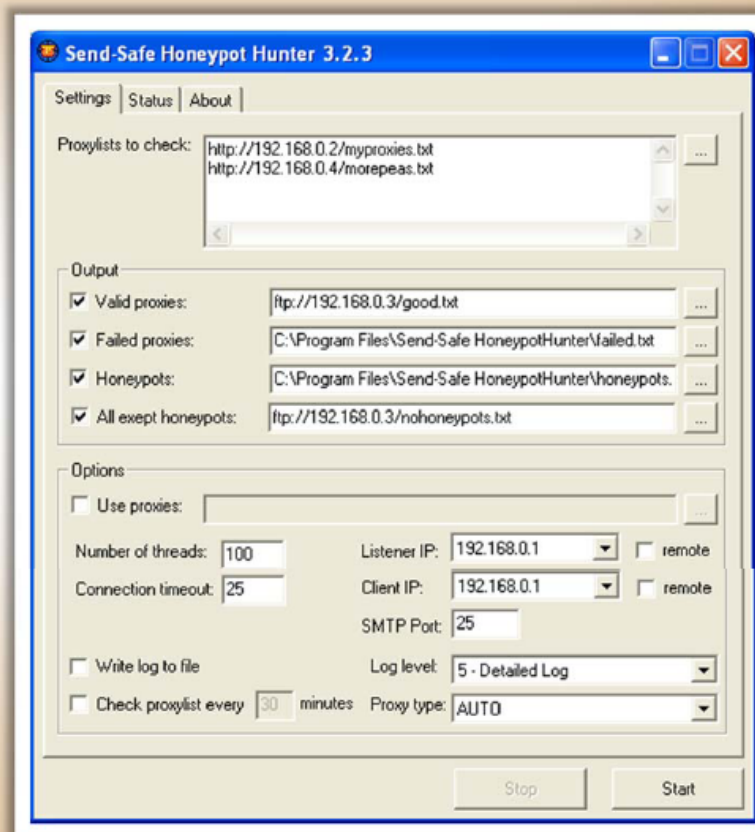 Send-Safe Honeypot Hunter 3.2.3
Settings Status About
Proxylists to check:
http://192.168.0.2/myproxies.txt
http://192.168.0.4/morepeas.txt
...
Output
Valid proxies: ftp://192.168.0.3/good.txt ...
Failed proxies: C:\Program Files\Send-Safe HoneypotHunter\failed.txt ...
Honeypots: C:\Program Files\Send-Safe HoneypotHunter\honeypots. ...
All exept honeypots: ftp://192.168.0.3/nohoneypots.txt ...
Options
Use proxies: ...
Number of threads: 100 Listener IP: 192.168.0.1 remote
Connection timeout: 25 Client IP: 192.168.0.1 remote
SMTP Port: 25
Write log to file Log level: 5 - Detailed Log
Check proxylist every 30 minutes Proxy type: AUTO
Stop Start